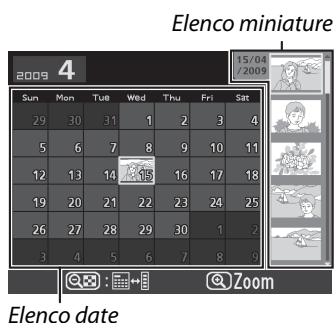 Elenco miniature
2009 4
15/04
/2009
Sun Mon Tue Wed Thu Fri Sat
29 30 31 1 2 3 4
5 6 7 8 9 10 11
12 13 14 15 16 17 18
19 20 21 22 23 24 25
26 27 28 29 30 1 2
3 4 5 6 7 8 9
: Zoom
Elenco date